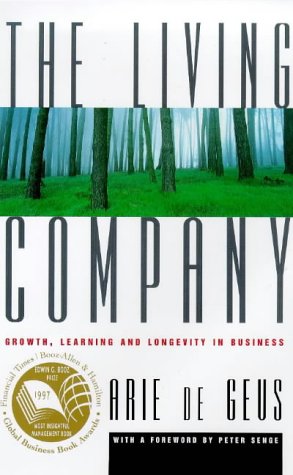 THE LIVING
COMPANY
GROWTH, LEARNING AND LONGEVITY IN BUSINESS
Financial Times | Booz·Allen & Hamilton
EDWIN G. BOOZ
PRIZE
1997
MOST INSIGHTFUL
MANAGEMENT BOOK
Global Business Book Awards
ARIE DE GEUS
WITH A FOREWORD BY PETER SENGE